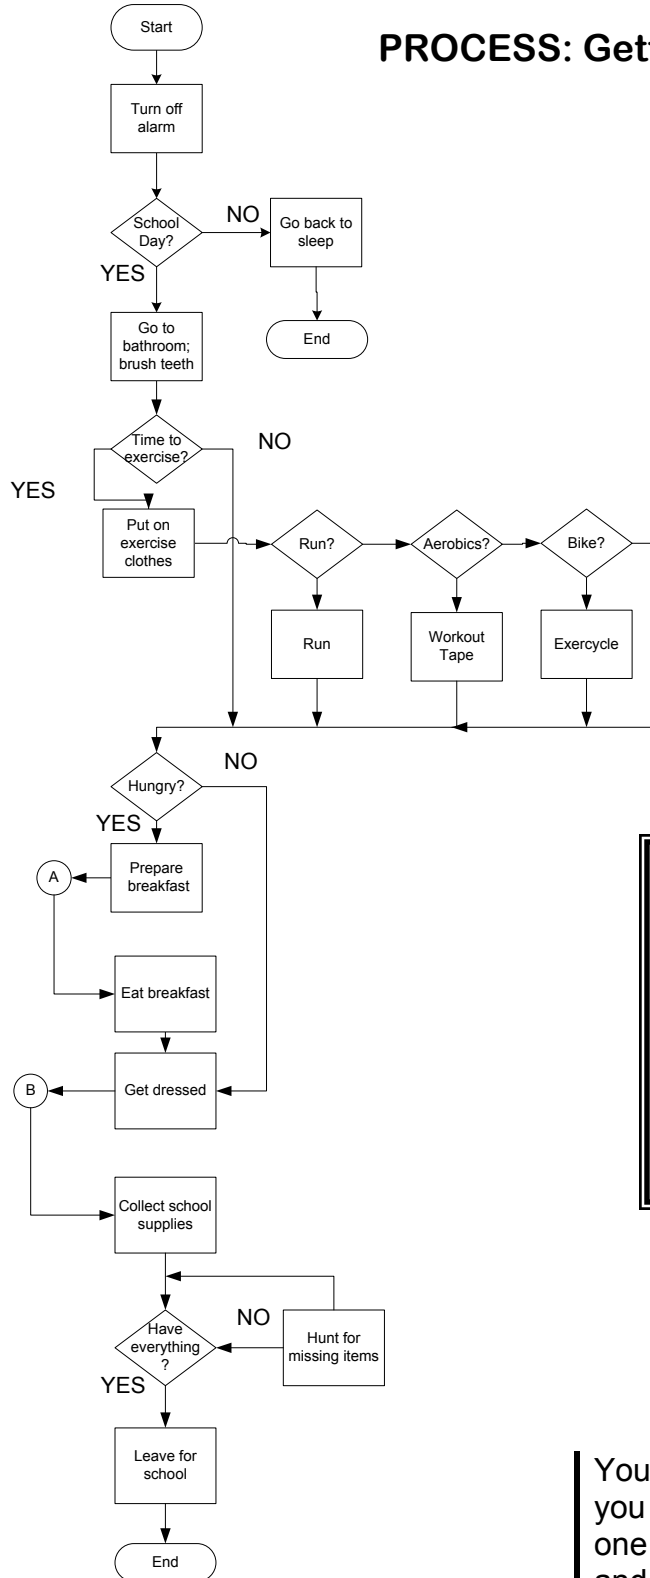 Start
PROCESS: Gett
Turn off
alarm
School
Day?
NO
Go back to
sleep
YES
End
Go to
bathroom;
brush teeth
Time to
exercise?
NO
YES
Put on
exercise
clothes
Run?
Aerobics?
Bike?
Run
Workout
Tape
Exercycle
NO
Hungry?
YES
Prepare
breakfast
A
Eat breakfast
Get dressed
B
Collect school
supplies
NO
Have
everything
?
Hunt for
missing items
YES
Leave for
school
You
you
one
End